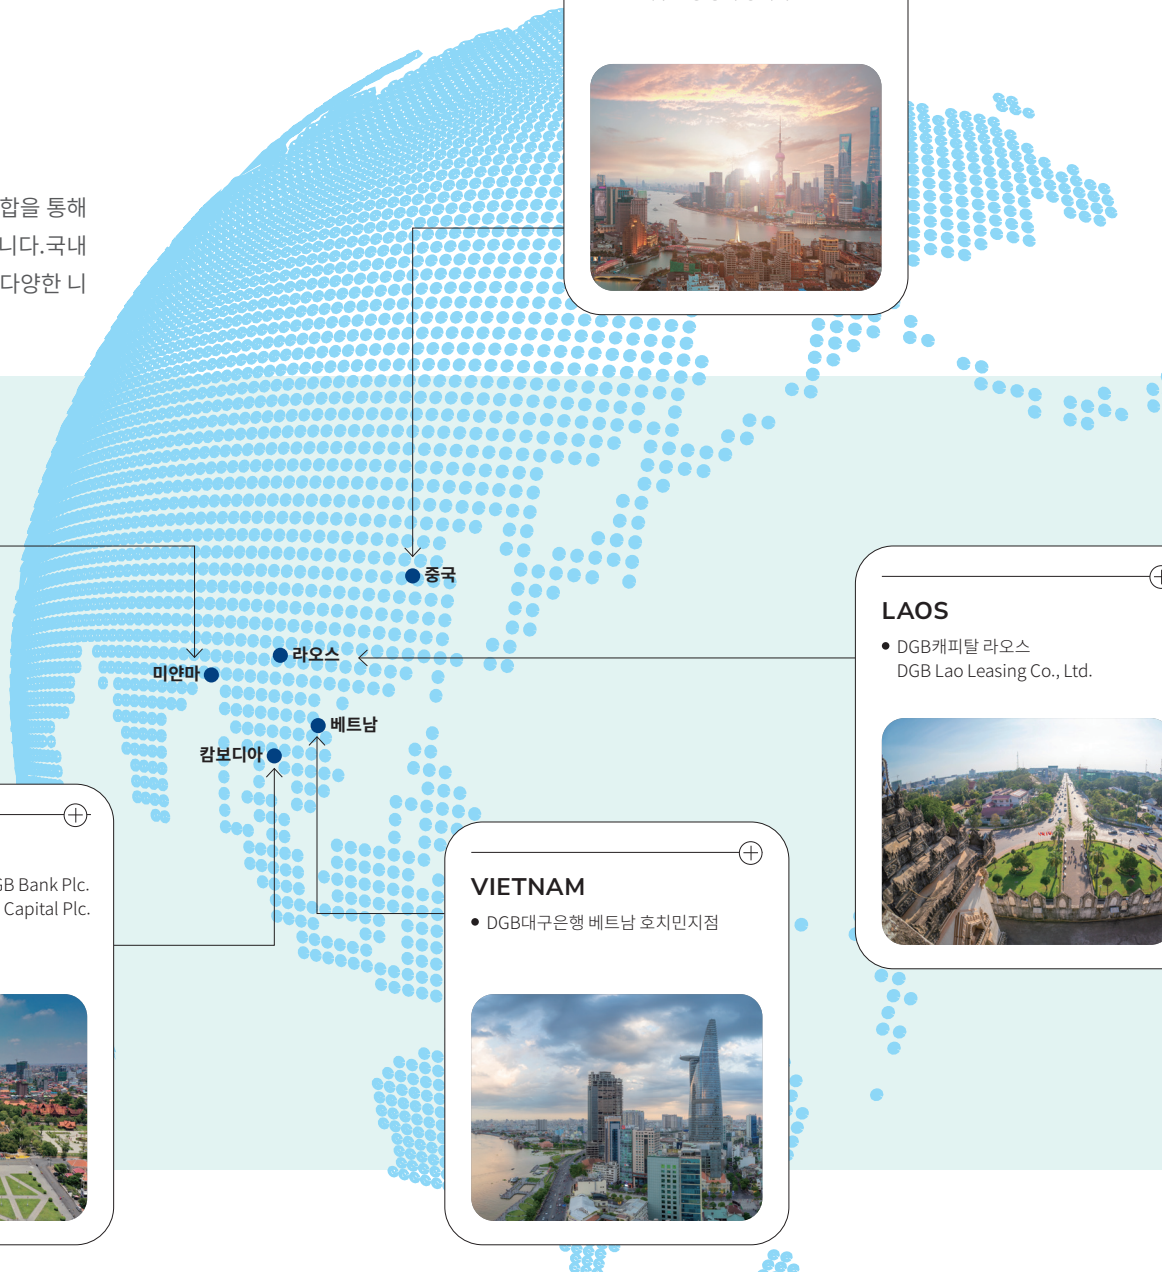 합을 통해
니다.국내
다양한 니
중국
라오스
미얀마
베트남
캄보디아
LAOS
• DGB캐피탈 라오스
DGB Lao Leasing Co., Ltd.
GB Bank Plc.
Capital Plc.
VIETNAM
• DGB대구은행 베트남 호치민지점